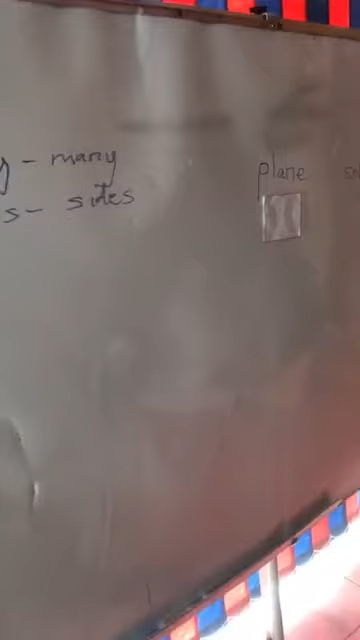 y - many
s - sides
plane